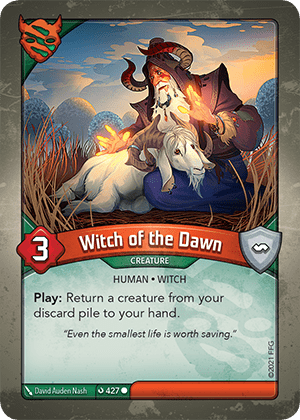 3
Witch of the Dawn
CREATURE
HUMAN • WITCH
Play: Return a creature from your
discard pile to your hand.
"Even the smallest life is worth saving."
©2021 FFG
David Auden Nash 427